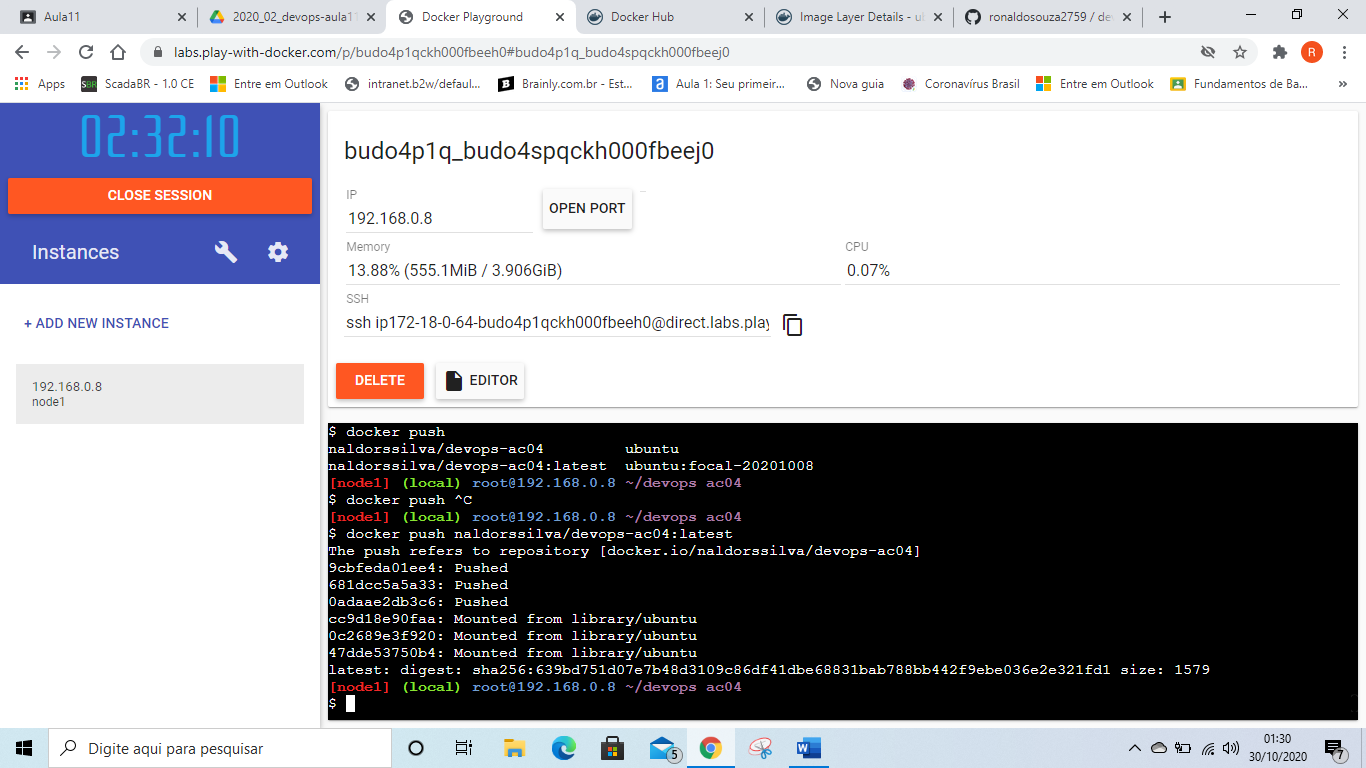 Aula11
2020_02_devops-aula11
Docker Playground
Docker Hub
Image Layer Details - ub
ronaldosouza2759 / dev
labs.play-with-docker.com/p/budo4p1qckh000fbeeh0#budo4p1q_budo4spqckh000fbeej0
R
Apps
SBR
ScadaBR - 1.0 CE
Entre em Outlook
intranet.b2w/defaul...
Brainly.com.br - Est...
Aula 1: Seu primeir...
Nova guia
Coronavírus Brasil
Entre em Outlook
Fundamentos de Ba...
»
02:32:10
CLOSE SESSION
Instances
+ ADD NEW INSTANCE
192.168.0.8
node1
budo4p1q_budo4spqckh000fbeej0
IP
192.168.0.8
OPEN PORT
Memory
13.88% (555.1MiB / 3.906GiB)
CPU
0.07%
SSH
ssh ip172-18-0-64-budo4p1qckh000fbeeh0@direct.labs.play
DELETE
EDITOR
$ docker push
naldorssilva/devops-ac04 ubuntu
naldorssilva/devops-ac04:latest ubuntu:focal-20201008
[node1] (local) root@192.168.0.8 ~/devops ac04
$ docker push ^C
[node1] (local) root@192.168.0.8 ~/devops ac04
$ docker push naldorssilva/devops-ac04:latest
The push refers to repository [docker.io/naldorssilva/devops-ac04]
9cbfeda01ee4: Pushed
681dcc5a5a33: Pushed
0adaae2db3c6: Pushed
cc9d18e90faa: Mounted from library/ubuntu
0c2689e3f920: Mounted from library/ubuntu
47dde53750b4: Mounted from library/ubuntu
latest: digest: sha256:639bd751d07e7b48d3109c86df41dbe68831bab788bb442f9ebe036e2e321fd1 size: 1579
[node1] (local) root@192.168.0.8 ~/devops ac04
$
Digite aqui para pesquisar
5
W
01:30
30/10/2020
7